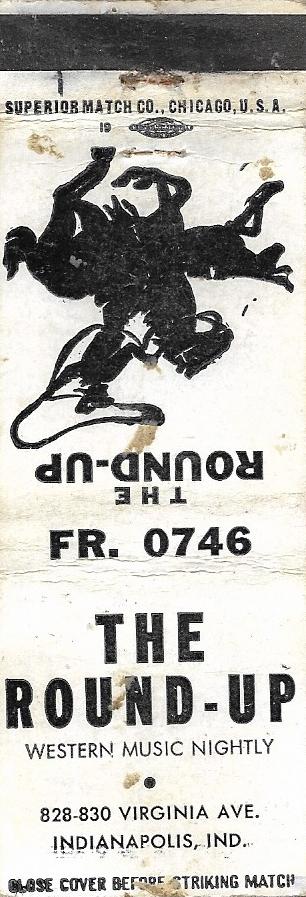 SUPERIOR MATCH CO., CHICAGO, U.S.A.
19
THE
ROUND-UP
FR. 0746
THE
ROUND-UP
WESTERN MUSIC NIGHTLY
828-830 VIRGINIA AVE.
INDIANAPOLIS, IND.
CLOSE COVER BEFORE STRIKING MATCH